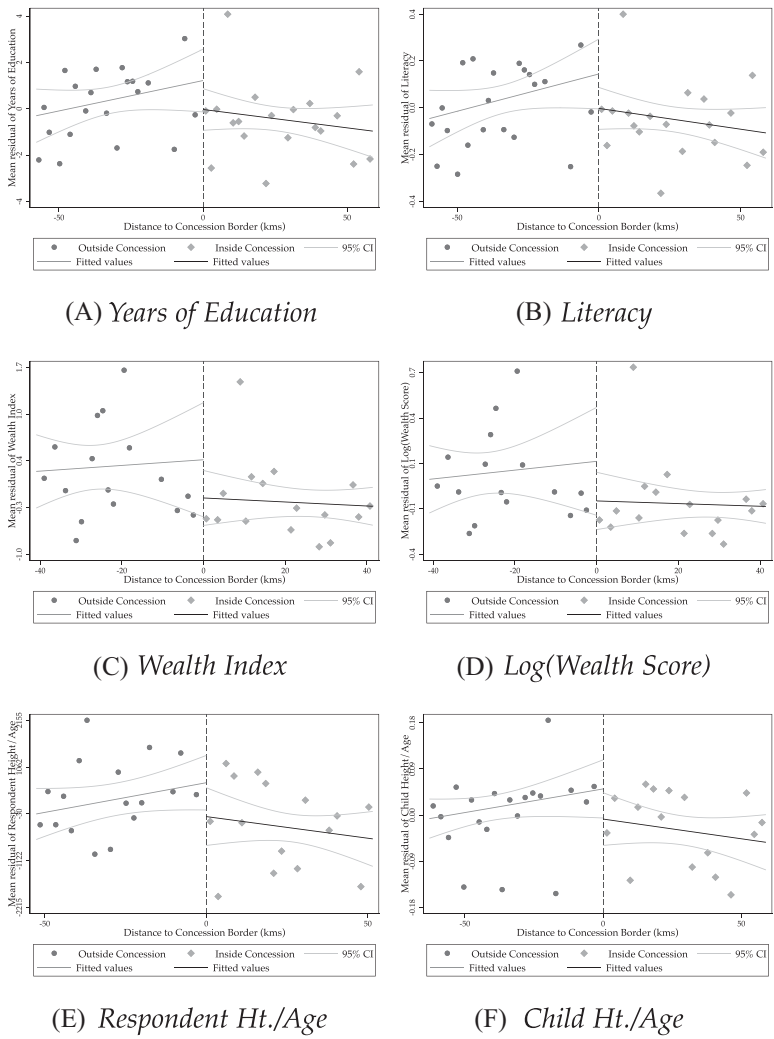 Mean residual of Years of Education
4
2
0
-2
-4
-50
0
50
Distance to Concession Border (kms)
Outside Concession
Inside Concession
95% CI
Fitted values
Fitted values
(A) Years of Education
Mean residual of Literacy
0.4
0.2
0.0
-0.2
-0.4
-50
0
50
Distance to Concession Border (kms)
Outside Concession
Inside Concession
95% CI
Fitted values
Fitted values
(B) Literacy
Mean residual of Wealth Index
1.7
1.0
0.4
-0.3
-1.0
-40
-20
0
20
40
Distance to Concession Border (kms)
Outside Concession
Inside Concession
95% CI
Fitted values
Fitted values
(C) Wealth Index
Mean residual of Log(Wealth Score)
0.7
0.4
0.1
-0.1
-0.4
-40
-20
0
20
40
Distance to Concession Border (kms)
Outside Concession
Inside Concession
95% CI
Fitted values
Fitted values
(D) Log(Wealth Score)
Mean residual of Respondent Height/Age
2155
-1122
-2215
-50
0
50
Distance to Concession Border (kms)
Outside Concession
Inside Concession
95% CI
Fitted values
Fitted values
(E) Respondent Ht./Age
Mean residual of Child Height/Age
0.18
0.09
0.00
-0.09
-0.18
-50
0
50
Distance to Concession Border (kms)
Outside Concession
Inside Concession
95% CI
Fitted values
Fitted values
(F) Child Ht./Age